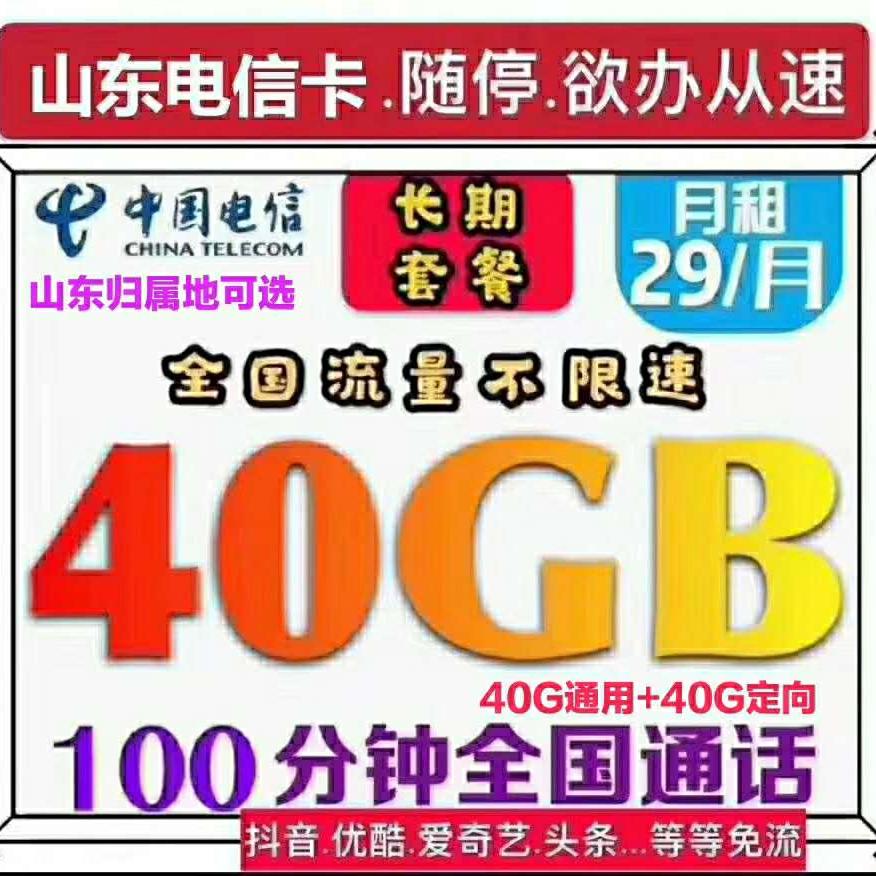 山东电信卡.随停.欲办从速
中国电信
CHINA TELECOM
山东归属地可选
长期
套餐
月租
29/月
全国流量不限速
40GB
40G通用+40G定向
100分钟全国通话
抖音.优酷.爱奇艺.头条...等等免流